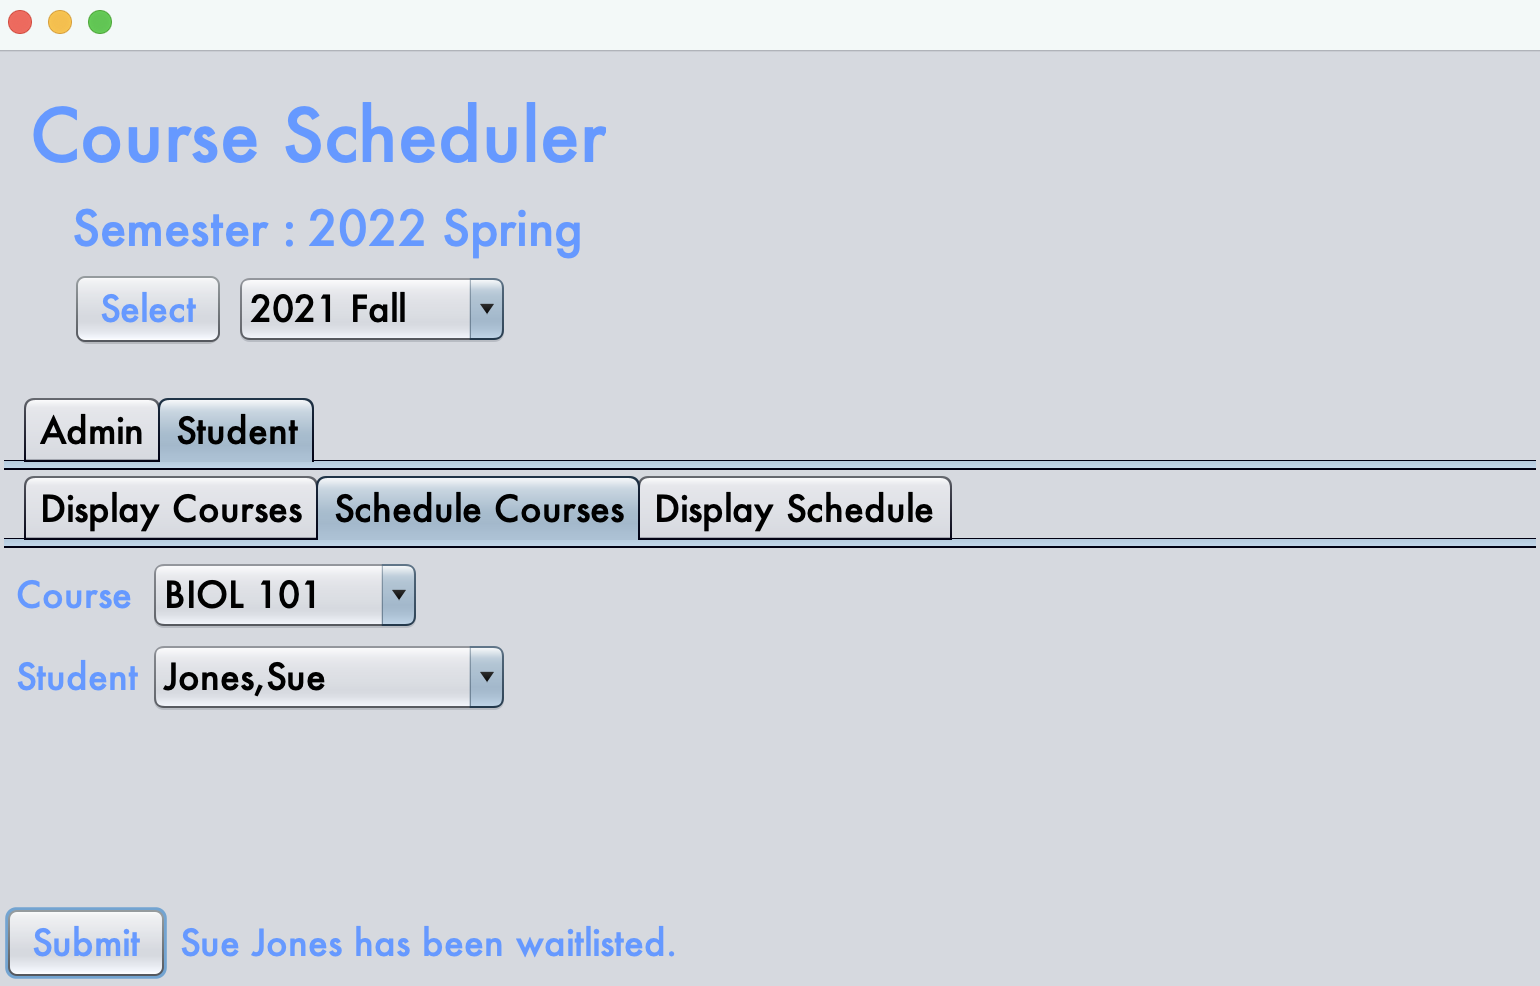 Course Scheduler
Semester : 2022 Spring
Select 2021 Fall
Admin Student
Display Courses Schedule Courses Display Schedule
Course BIOL 101
Student Jones,Sue
Submit Sue Jones has been waitlisted.